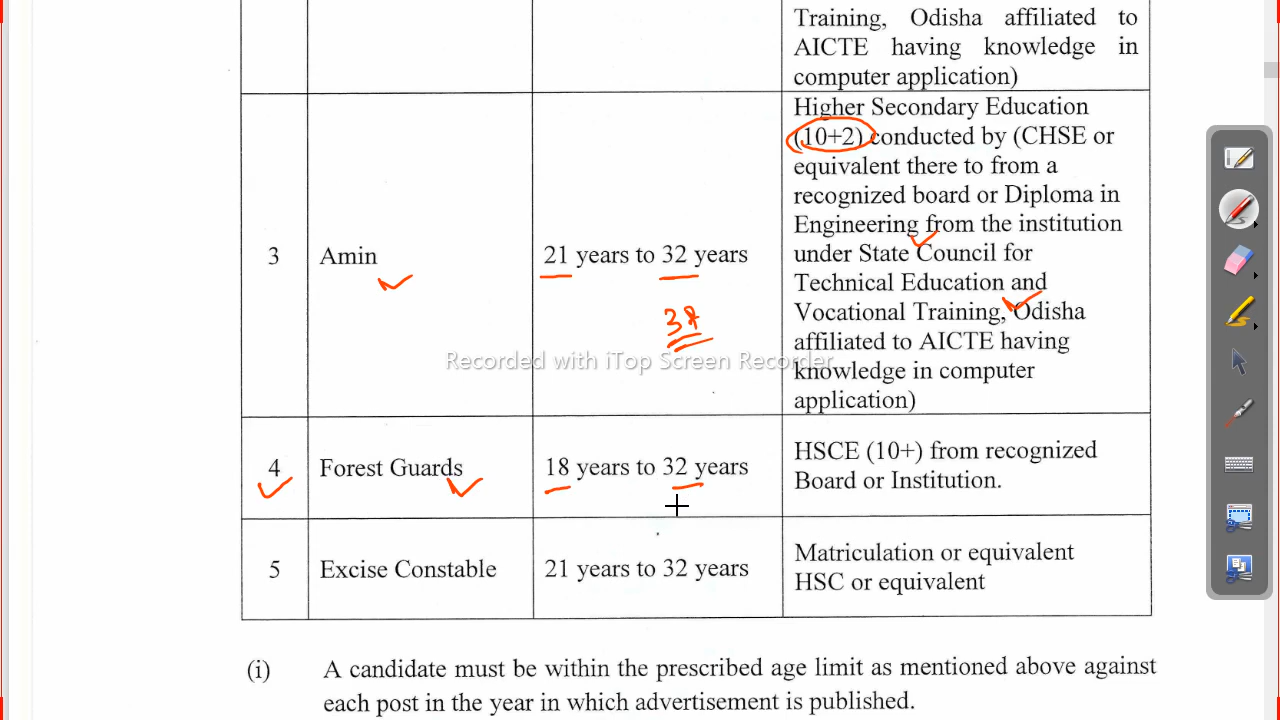 Training, Odisha affiliated to
AICTE having knowledge in
computer application)
3
Amin
21 years to 32 years
38
Higher Secondary Education
(10+2) conducted by (CHSE or
equivalent there to from a
recognized board or Diploma in
Engineering from the institution
under State Council for
Technical Education and
Vocational Training, Odisha
affiliated to AICTE having
knowledge in computer
application)
Recorded with iTop Screen Recorder
4
Forest Guards
18 years to 32 years
HSCE (10+) from recognized
Board or Institution.
5
Excise Constable
21 years to 32 years
Matriculation or equivalent
HSC or equivalent
(i) A candidate must be within the prescribed age limit as mentioned above against
each post in the year in which advertisement is published.